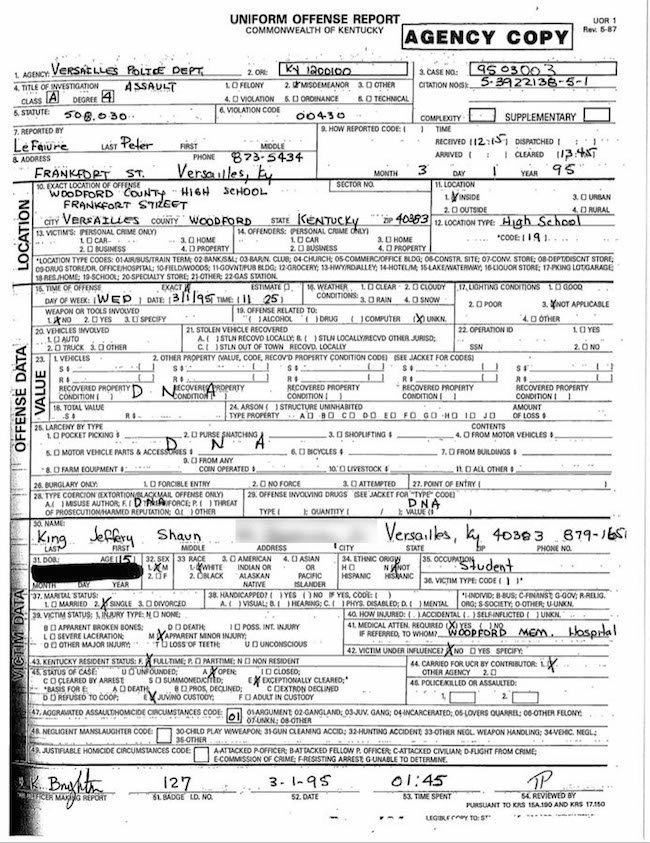 UNIFORM OFFENSE REPORT
COMMONWEALTH OF KENTUCKY
UOR 1
Rev. 5-87
AGENCY COPY
1. AGENCY: VERSAILLES POLICE DEPT. 2. ORI: KY 1200100 3. CASE NO.: 9503003
4. TITLE OF INVESTIGATION ASSAULT 1. FELONY 2. MISDEMEANOR 3. OTHER CITATION NO(S): 5-3922138-5-1
CLASS A DEGREE 4 4. VIOLATION 5. ORDINANCE 6. TECHNICAL
5. STATUTE: 508.030 6. VIOLATION CODE 00430 COMPLEXITY SUPPLEMENTARY
7. REPORTED BY 9. HOW REPORTED CODE: ( ) TIME
LeFaivre LAST Peter FIRST MIDDLE RECEIVED (12:15) DISPATCHED ( )
8. ADDRESS PHONE 873-5434 ARRIVED ( ) CLEARED (13:45)
FRANKFORT ST. Versailles, Ky MONTH 3 DAY 1 YEAR 95
LOCATION
10. EXACT LOCATION OF OFFENSE SECTOR NO. 11. LOCATION
WOODFORD COUNTY HIGH SCHOOL 1. INSIDE 3. URBAN
FRANKFORT STREET 2. OUTSIDE 4. RURAL
CITY VERSAILLES COUNTY WOODFORD STATE KENTUCKY ZIP 40383 12. LOCATION TYPE: High School
13. VICTIM'S: (PERSONAL CRIME ONLY) 14. OFFENDERS: (PERSONAL CRIME ONLY) *CODE: (19)
1. CAR 3. HOME 1. CAR 3. HOME
2. BUSINESS 4. PROPERTY 2. BUSINESS 4. PROPERTY
*LOCATION TYPE CODES: 01-AIR/BUS/TRAIN TERM. 02-BANK/S&L; 03-BAR/N. CLUB; 04-CHURCH; 05-COMMERC/OFFICE BLDG; 06-CONSTR. SITE; 07-CONV. STORE; 08-DEPT/DISCNT STORE;
09-DRUG STORE/DR. OFFICE/HOSPITAL; 10-FIELD/WOODS; 11-GOVNT/PUB BLDG; 12-GROCERY; 13-HWY/RD/ALLEY; 14-HOTEL/M; 15-LAKE/WATERWAY; 16-LIQUOR STORE; 17-PKING LOT/GARAGE;
18-RES/HOME; 19-SCHOOL; 20-SPECIALTY STORE; 21-OTHER; 22-GAS STATION.
OFFENSE DATA
15. TIME OF OFFENSE EXACT ESTIMATE 16. WEATHER 1. CLEAR 2. CLOUDY 17. LIGHTING CONDITIONS: 1. GOOD
DAY OF WEEK: (WED) DATE: (3/1/95) TIME: (11 25) CONDITIONS: 3. RAIN 4. SNOW 2. POOR 3. NOT APPLICABLE
WEAPON OR TOOLS INVOLVED 19. OFFENSE RELATED TO: 4. OTHER
1. NO 2. YES 3. SPECIFY ( ) ALCOHOL ( ) DRUG ( ) COMPUTER (X) UNKN.
20. VEHICLES INVOLVED 21. STOLEN VEHICLE RECOVERED 22. OPERATION ID 1. YES
1. AUTO A. ( ) STLN RECOVD LOCALLY; B. ( ) STLN LOCALLY/RECVD OTHER JURISD;
2. TRUCK 3. OTHER C. ( ) STLN OUT OF TOWN RECOVD. LOCALLY SSN 2. NO
VALUE
23. 1. VEHICLES 2. OTHER PROPERTY (VALUE, CODE, RECOV'D PROPERTY CONDITION CODE) (SEE JACKET FOR CODES)
S $ S $ S $ S $
R $ R $ R $ R $
RECOVERED PROPERTY CONDITION ( ) D N A RECOVERED PROPERTY CONDITION ( ) RECOVERED PROPERTY CONDITION ( ) RECOVERED PROPERTY CONDITION ( )
18. TOTAL VALUE 24. ARSON ( ) STRUCTURE UNINHABITED AMOUNT
S $ R $ TYPE PROPERTY A B C D E F G H I J OF LOSS $
25. LARCENY BY TYPE CONTENTS
1. POCKET PICKING $ 2. PURSE SNATCHING 3. SHOPLIFTING $ 4. FROM MOTOR VEHICLES $
D N A
5. MOTOR VEHICLE PARTS & ACCESSORIES $ 6. BICYCLES $ 7. FROM BUILDINGS $
8. FARM EQUIPMENT $ 9. FROM ANY COIN OPERATED $ 10. LIVESTOCK $ 11. ALL OTHER $
26. BURGLARY ONLY: 1. FORCIBLE ENTRY 2. NO FORCE 3. ATTEMPTED 27. POINT OF ENTRY ( )
28. TYPE COERCION (EXTORTION/BLACKMAIL OFFENSE ONLY) 29. OFFENSE INVOLVING DRUGS (SEE JACKET FOR "TYPE" CODE)
A. ( ) MISUSE AUTHOR; F. ( ) DNA THR/FORCE; P. ( ) THREAT DNA
OF PROSECUTION/HARMED REPUTATION; O. ( ) OTHER TYPE ( ); QUANTITY ( / ); VALUE ( )
VICTIM DATA
30. NAME:
King Jeffery Shaun Versailles, Ky 40383 879-1651
LAST FIRST MIDDLE ADDRESS CITY STATE ZIP PHONE NO.
31. DOB: AGE (15) 32. SEX 33. RACE 3. AMERICAN 4. ASIAN 34. ETHNIC ORIGIN 35. OCCUPATION
1. M 1. WHITE INDIAN OR OR H N NOT Student
MONTH DAY YEAR 2. F 2. BLACK ALASKAN NATIVE PACIFIC ISLANDER HISPANIC HISPANIC 36. VICTIM TYPE: CODE ( I )*
37. MARITAL STATUS: 38. HANDICAPPED? ( ) YES ( ) NO IF YES, CODE ( ) *I-INDIVID; B-BUS; C-FIN/INST; G-GOV; R-RELIG.
1. MARRIED 2. SINGLE 3. DIVORCED A. ( ) VISUAL; B. ( ) HEARING; C. ( ) PHYS. DISABLED; D. ( ) MENTAL ORG; S-SOCIETY; O-OTHER; U-UNKN.
39. VICTIM STATUS: 1. INJURY TYPE: N NONE: 40. HOW INJURED: ( ) ACCIDENTAL ( ) SELF-INFLICTED ( ) UNKN.
B APPARENT BROKEN BONES; D DEATH; I POSS. INT. INJURY 41. MEDICAL ATTEN. REQUIRED (X) YES ( ) NO
L SEVERE LACERATION; M APPARENT MINOR INJURY; IF REFERRED, TO WHOM? WOODFORD MEM. Hospital
O OTHER MAJOR INJURY; T LOSS OF TEETH; U UNCONSCIOUS 42. VICTIM UNDER INFLUENCE? NO YES SPECIFY:
43. KENTUCKY RESIDENT STATUS: F FULL-TIME; P PARTIME; N NON RESIDENT
45. STATUS OF CASE: U UNFOUNDED; A OPEN; I CLOSED; 44. CARRIED FOR UCR BY CONTRIBUTOR: 1.
C CLEARED BY ARREST S SUMMONED/CITED; E EXCEPTIONALLY CLEARED;* OTHER AGENCY 2.
*BASIS FOR E: A DEATH; B PROS. DECLINED; C EXTRDN DECLINED 46. POLICE/KILLED OR ASSAULTED:
D REFUSED TO COOP; E JUV/NO CUSTODY; F ADULT IN CUSTODY 1. 2.
47. AGGRAVATED ASSAULT/HOMICIDE CIRCUMSTANCES CODE: 01 01-ARGUMENT; 02-GANGLAND; 03-JUV. GANG; 04-INCARCERATED; 05-LOVERS QUARREL; 06-OTHER FELONY;
07-UNKN.; 08-OTHER
48. NEGLIGENT MANSLAUGHTER CODE: 30-CHILD PLAY W/WEAPON; 31-GUN CLEANING ACCID; 32-HUNTING ACCIDENT; 33-OTHER NEGL. WEAPON HANDLING; 34-VEHIC. NEGL.;
35-OTHER
49. JUSTIFIABLE HOMICIDE CIRCUMSTANCES CODE: A-ATTACKED P.OFFICER; B-ATTACKED FELLOW P. OFFICER; C-ATTACKED CIVILIAN; D-FLIGHT FROM CRIME;
E-COMMISSION OF CRIME; F-RESISTING ARREST; G-UNABLE TO DETERMINE.
K. Brighton 127 3-1-95 01:45 TP
OFFICER MAKING REPORT 51. BADGE I.D. NO. 52. DATE 53. TIME SPENT 54. REVIEWED BY
PURSUANT TO KRS 15A.190 AND KRS 17.150
LEGIBLE COPY TO: